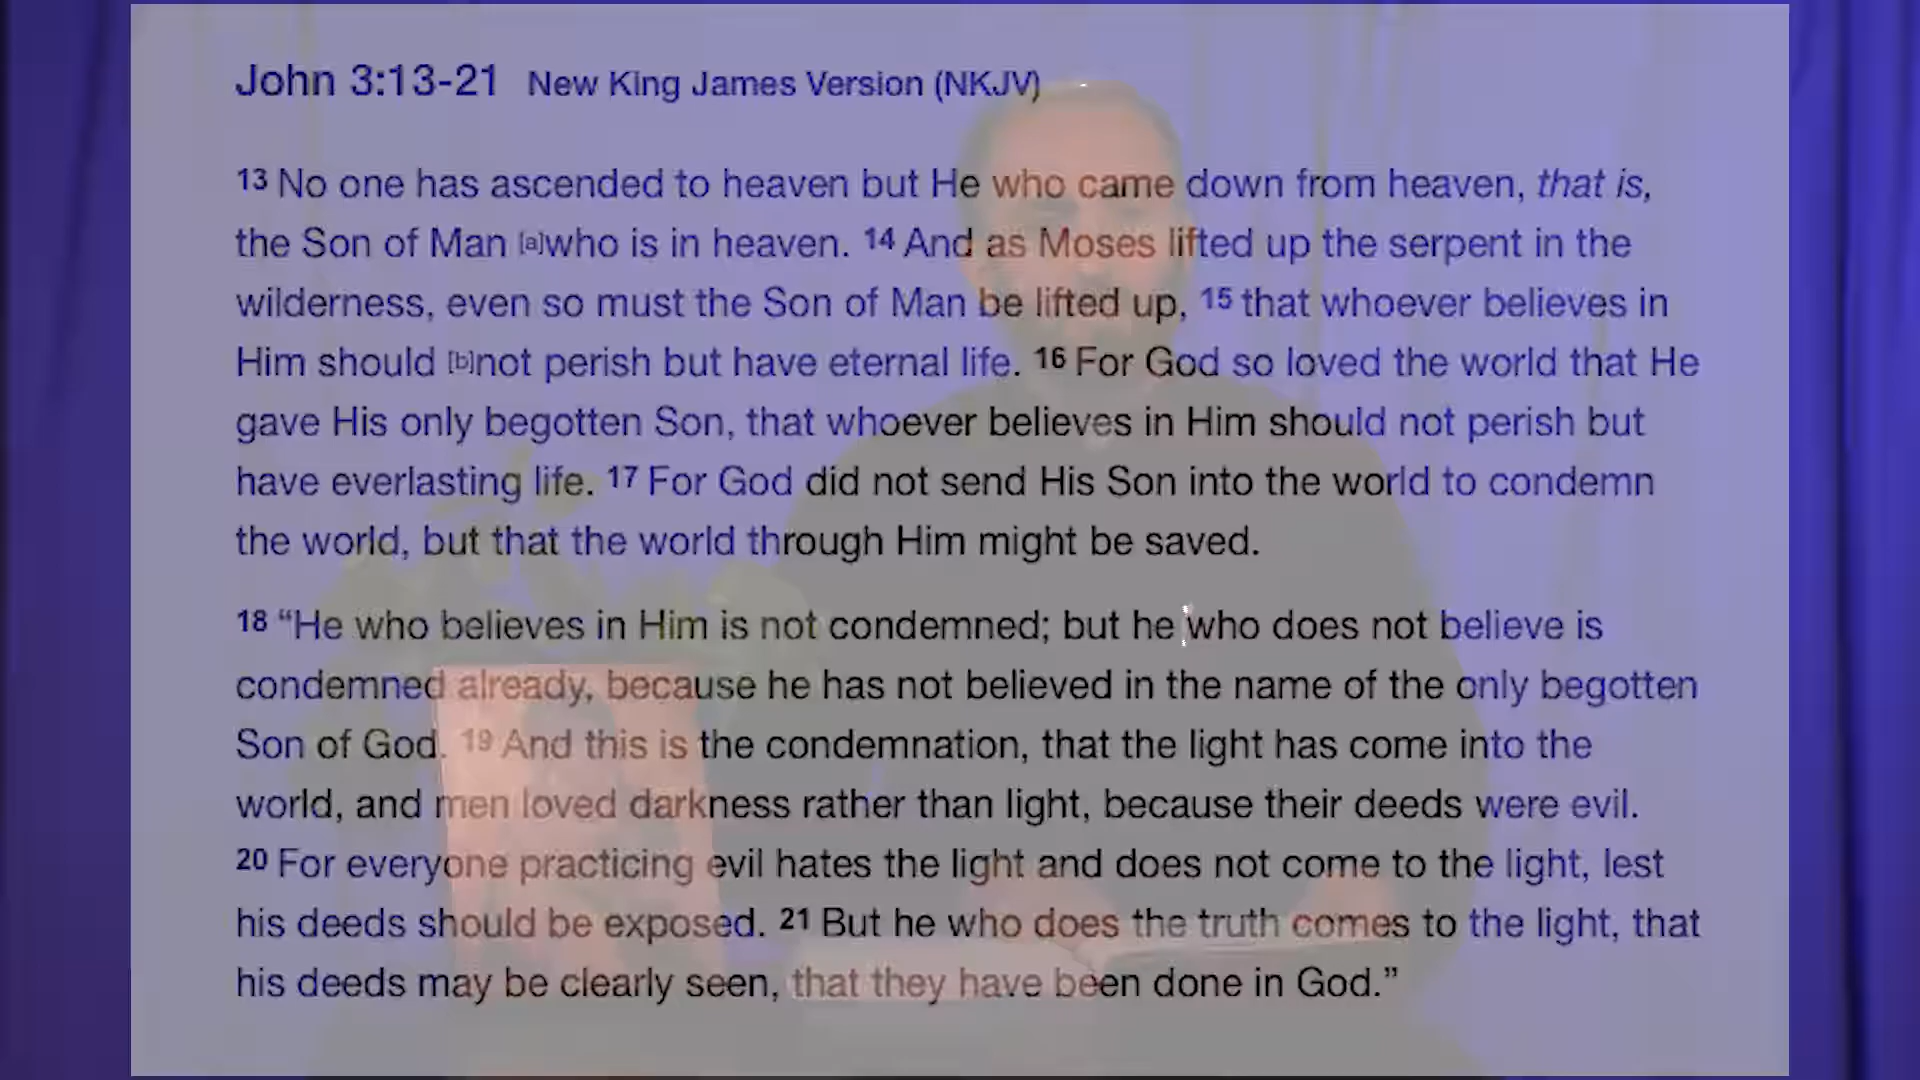 John 3:13-21 New King James Version (NKJV)
13 No one has ascended to heaven but He who came down from heaven, that is,
the Son of Man [a]who is in heaven. 14 And as Moses lifted up the serpent in the
wilderness, even so must the Son of Man be lifted up, 15 that whoever believes in
Him should [b]not perish but have eternal life. 16 For God so loved the world that He
gave His only begotten Son, that whoever believes in Him should not perish but
have everlasting life. 17 For God did not send His Son into the world to condemn
the world, but that the world through Him might be saved.
18 “He who believes in Him is not condemned; but he who does not believe is
condemned already, because he has not believed in the name of the only begotten
Son of God. 19 And this is the condemnation, that the light has come into the
world, and men loved darkness rather than light, because their deeds were evil.
20 For everyone practicing evil hates the light and does not come to the light, lest
his deeds should be exposed. 21 But he who does the truth comes to the light, that
his deeds may be clearly seen, that they have been done in God.”